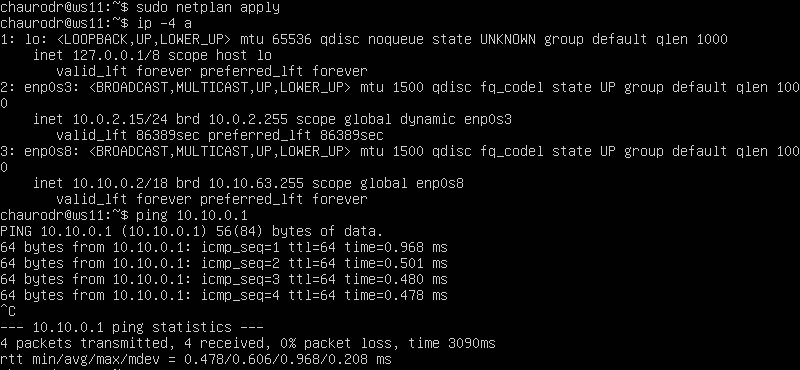 chaurodr@ws11:~$ sudo netplan apply
chaurodr@ws11:~$ ip -4 a
1: lo: <LOOPBACK,UP,LOWER_UP> mtu 65536 qdisc noqueue state UNKNOWN group default qlen 1000
    inet 127.0.0.1/8 scope host lo
       valid_lft forever preferred_lft forever
2: enp0s3: <BROADCAST,MULTICAST,UP,LOWER_UP> mtu 1500 qdisc fq_codel state UP group default qlen 100
0
    inet 10.0.2.15/24 brd 10.0.2.255 scope global dynamic enp0s3
       valid_lft 86389sec preferred_lft 86389sec
3: enp0s8: <BROADCAST,MULTICAST,UP,LOWER_UP> mtu 1500 qdisc fq_codel state UP group default qlen 100
0
    inet 10.10.0.2/18 brd 10.10.63.255 scope global enp0s8
       valid_lft forever preferred_lft forever
chaurodr@ws11:~$ ping 10.10.0.1
PING 10.10.0.1 (10.10.0.1) 56(84) bytes of data.
64 bytes from 10.10.0.1: icmp_seq=1 ttl=64 time=0.968 ms
64 bytes from 10.10.0.1: icmp_seq=2 ttl=64 time=0.501 ms
64 bytes from 10.10.0.1: icmp_seq=3 ttl=64 time=0.480 ms
64 bytes from 10.10.0.1: icmp_seq=4 ttl=64 time=0.478 ms
^C
--- 10.10.0.1 ping statistics ---
4 packets transmitted, 4 received, 0% packet loss, time 3090ms
rtt min/avg/max/mdev = 0.478/0.606/0.968/0.208 ms